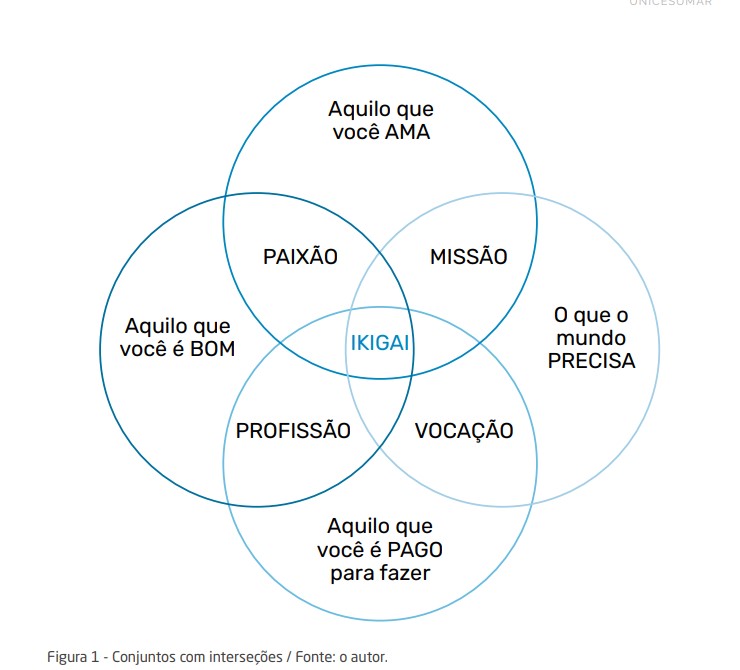 UNICESUMAR
Aquilo que
você AMA
PAIXÃO
MISSÃO
Aquilo que
você é BOM
IKIGAI
O que o
mundo
PRECISA
PROFISSÃO
VOCAÇÃO
Aquilo que
você é PAGO
para fazer
Figura 1 - Conjuntos com interseções / Fonte: o autor.